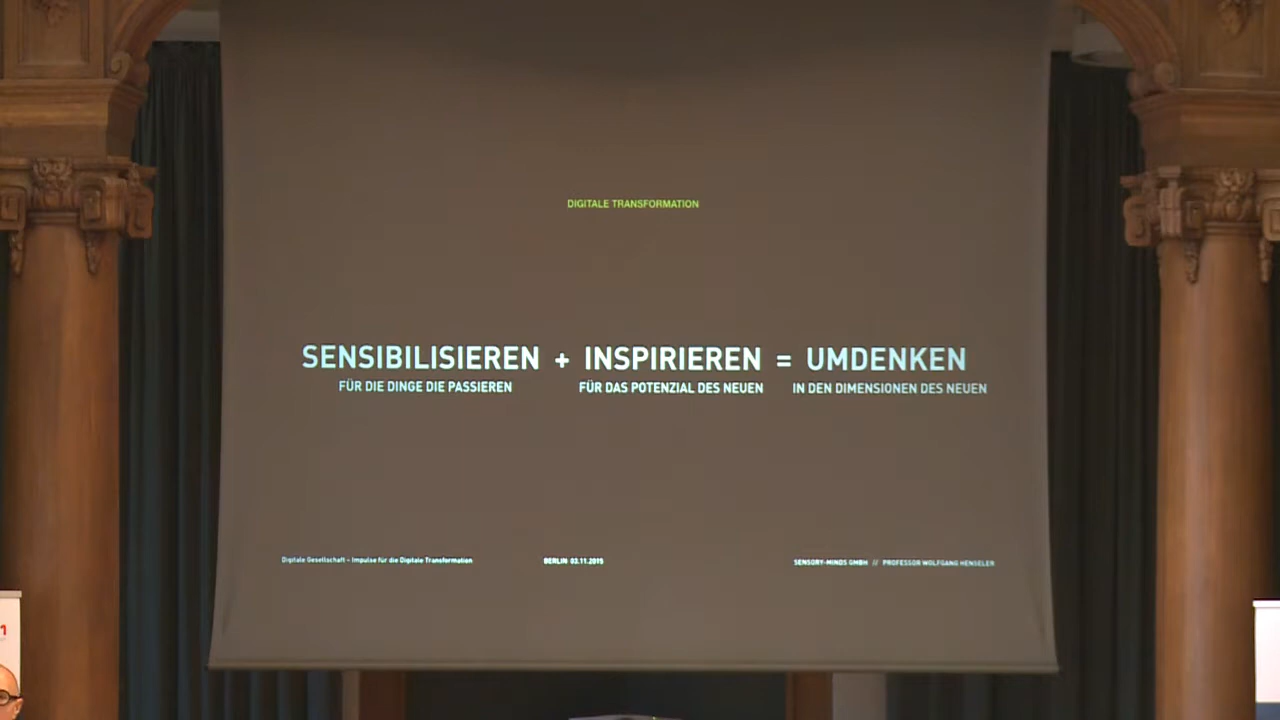 DIGITALE TRANSFORMATION
SENSIBILISIEREN + INSPIRIEREN = UMDENKEN
FÜR DIE DINGE DIE PASSIEREN FÜR DAS POTENZIAL DES NEUEN IN DEN DIMENSIONEN DES NEUEN
Digitale Gesellschaft – Impulse für die Digitale Transformation BERLIN 03.11.2015 SENSORY-MINDS GMBH // PROFESSOR WOLFGANG HENSELER
1